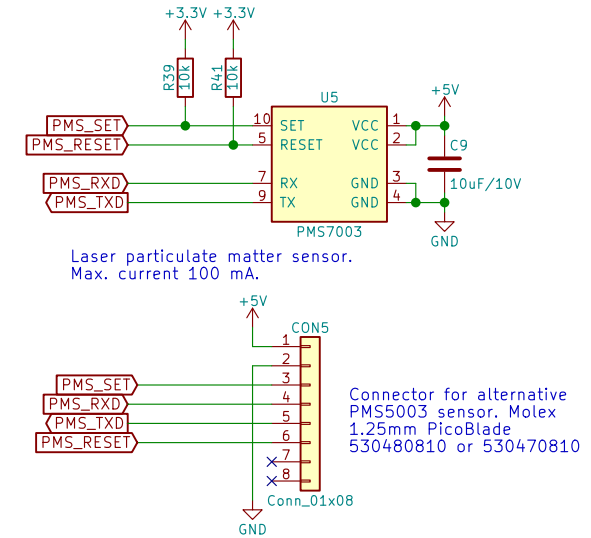 +3.3V +3.3V
R39 10k R41 10k
U5
+5V
PMS_SET 10 SET VCC 1
PMS_RESET 5 RESET VCC 2
C9
10uF/10V
PMS_RXD 7 RX GND 3
PMS_TXD 9 TX GND 4
PMS7003
GND
Laser particulate matter sensor.
Max. current 100 mA.
+5V
CON5
1
2
PMS_SET 3
PMS_RXD 4
PMS_TXD 5
PMS_RESET 6
7
8
Conn_01x08
GND
Connector for alternative
PMS5003 sensor. Molex
1.25mm PicoBlade
530480810 or 530470810